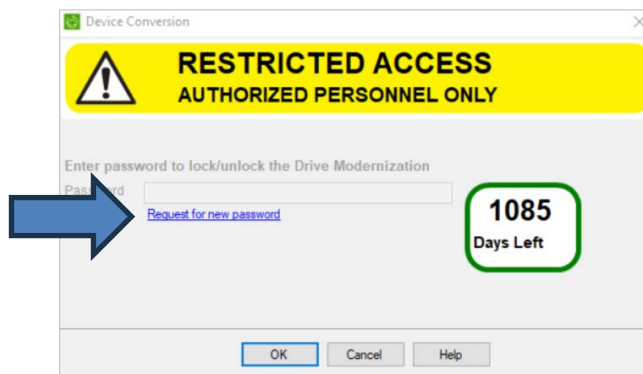 Device Conversion
RESTRICTED ACCESS
AUTHORIZED PERSONNEL ONLY
Enter password to lock/unlock the Drive Modernization
Password
Request for new password
1085
Days Left
OK Cancel Help